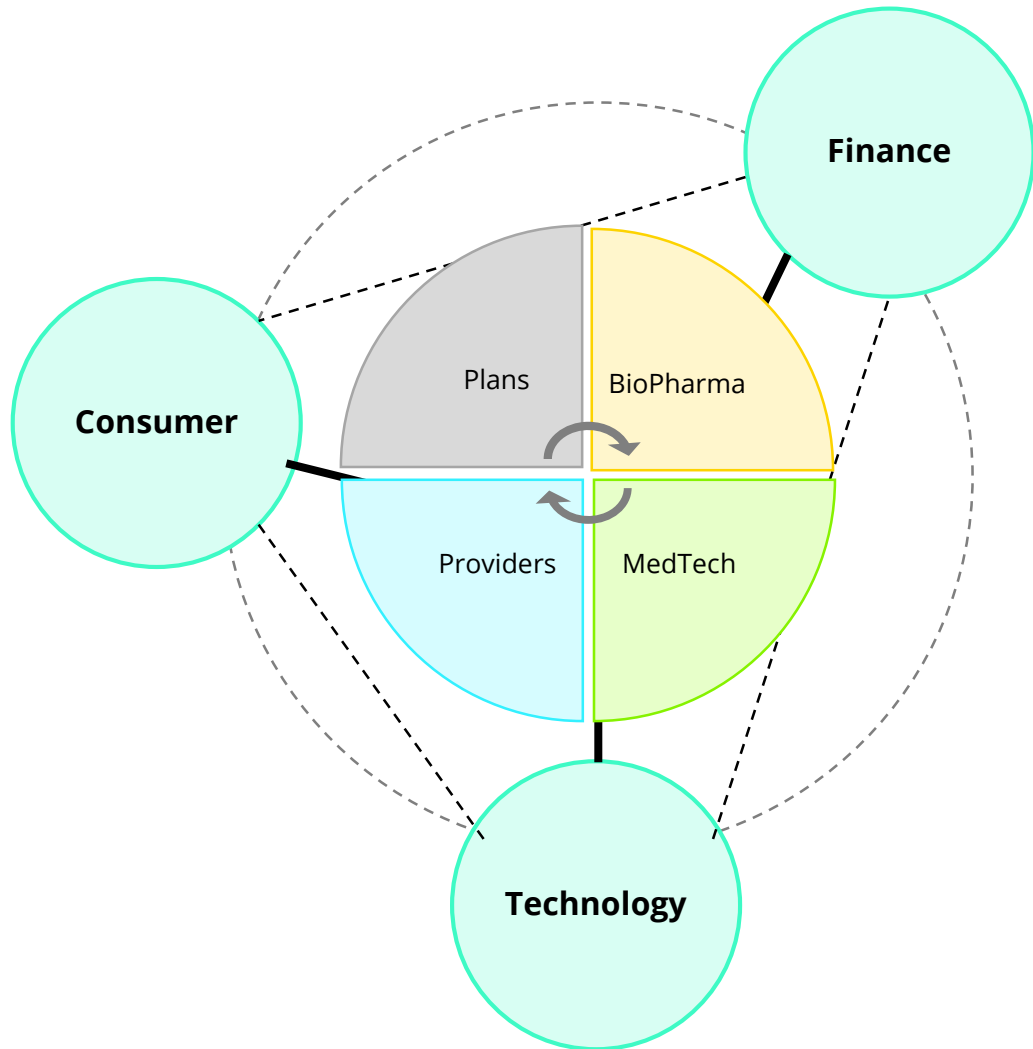 Finance
Plans
BioPharma
Consumer
Providers
MedTech
Technology